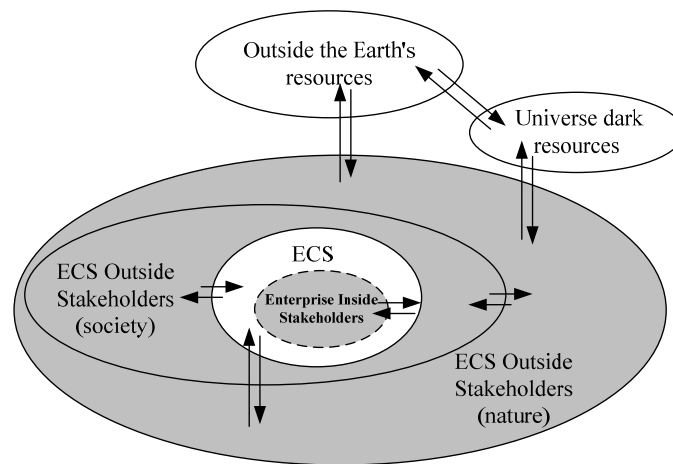 Outside the Earth's
resources
Universe dark
resources
ECS
ECS Outside
Stakeholders
(society)
Enterprise Inside
Stakeholders
ECS Outside
Stakeholders
(nature)